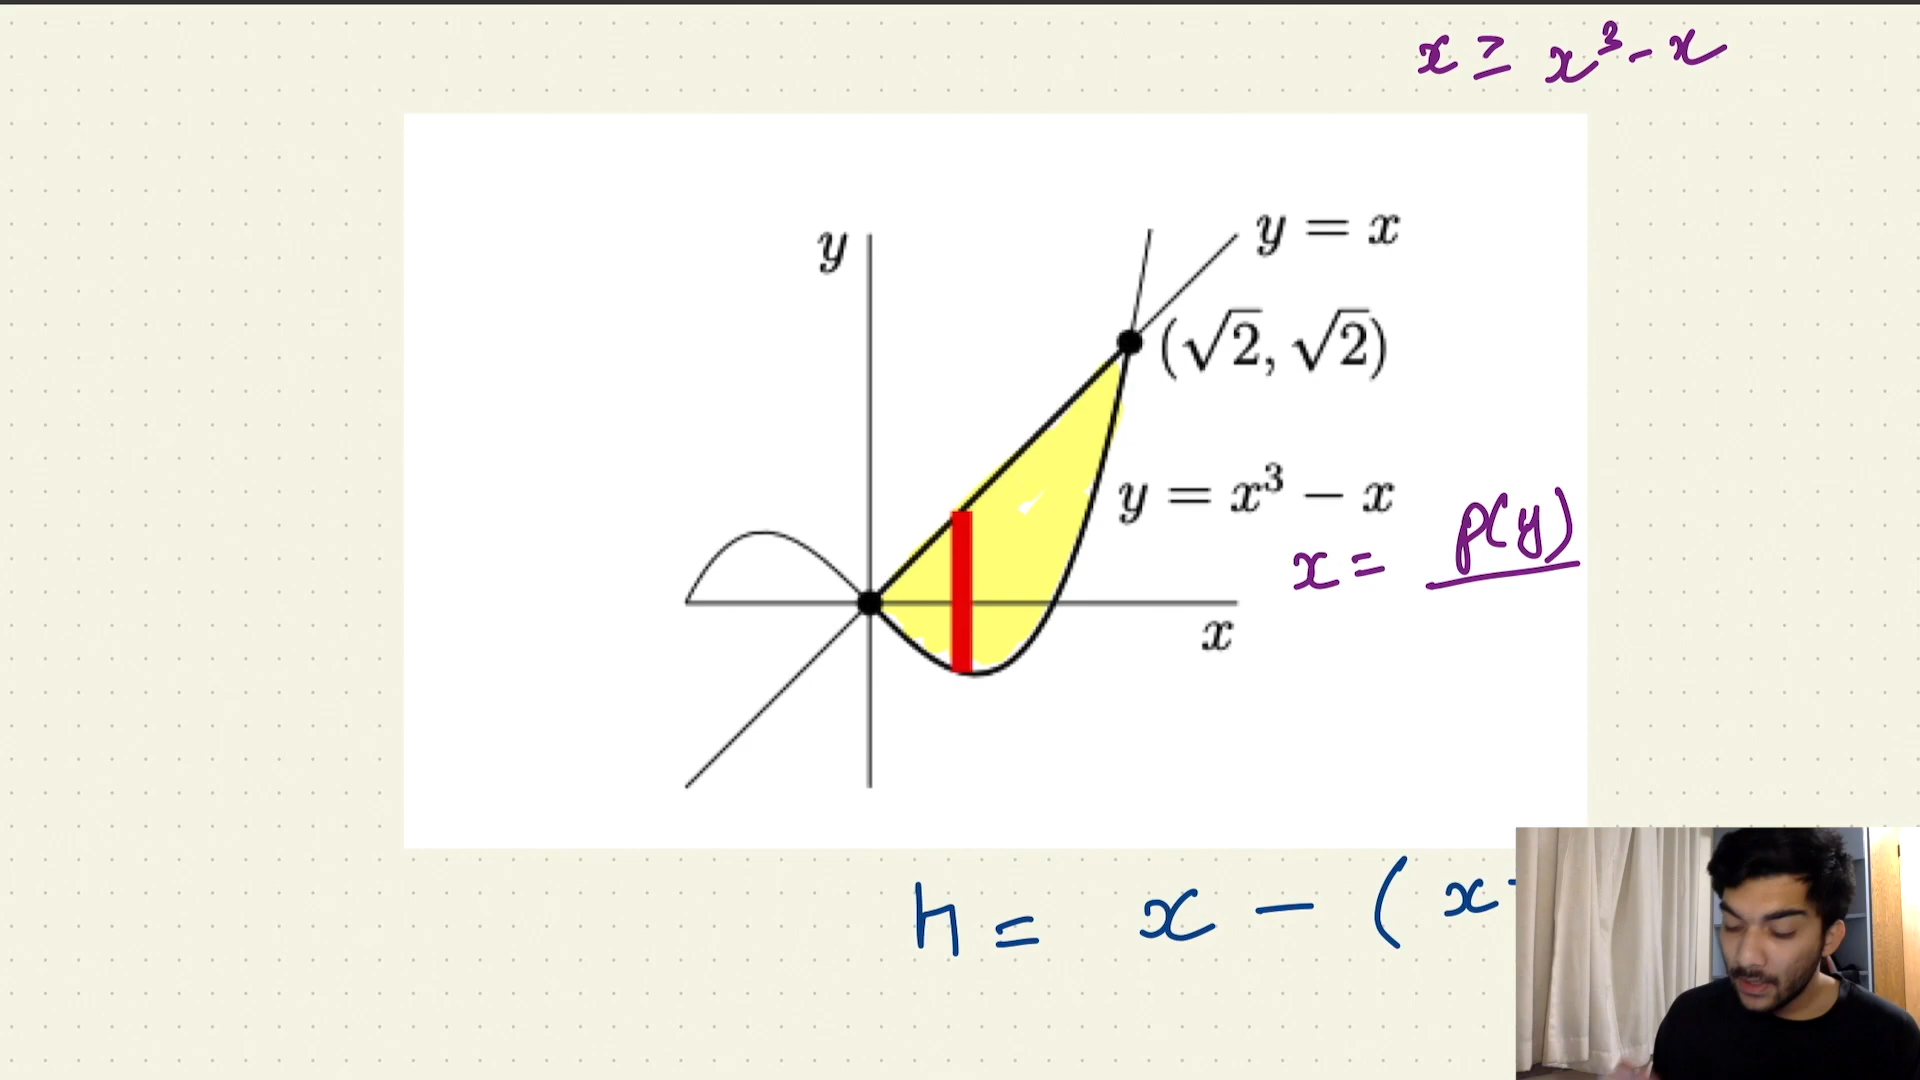 x ≥ x³ - x
y
y = x
(√2, √2)
y = x³ − x
x = p(y)
x
h = x - ( x